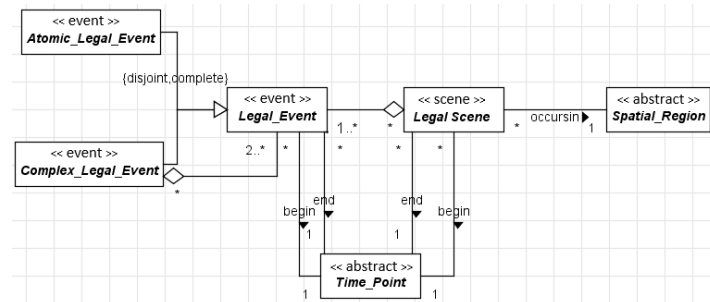 << event >>
Atomic_Legal_Event
{disjoint,complete}
<< event >>
Legal_Event
<< scene >>
Legal Scene
<< abstract >>
Spatial_Region
1..*
*
*
occursin
1
<< event >>
Complex_Legal_Event
*
2..*
*
*
*
*
begin
end
end
begin
1
1
<< abstract >>
Time_Point
1
1